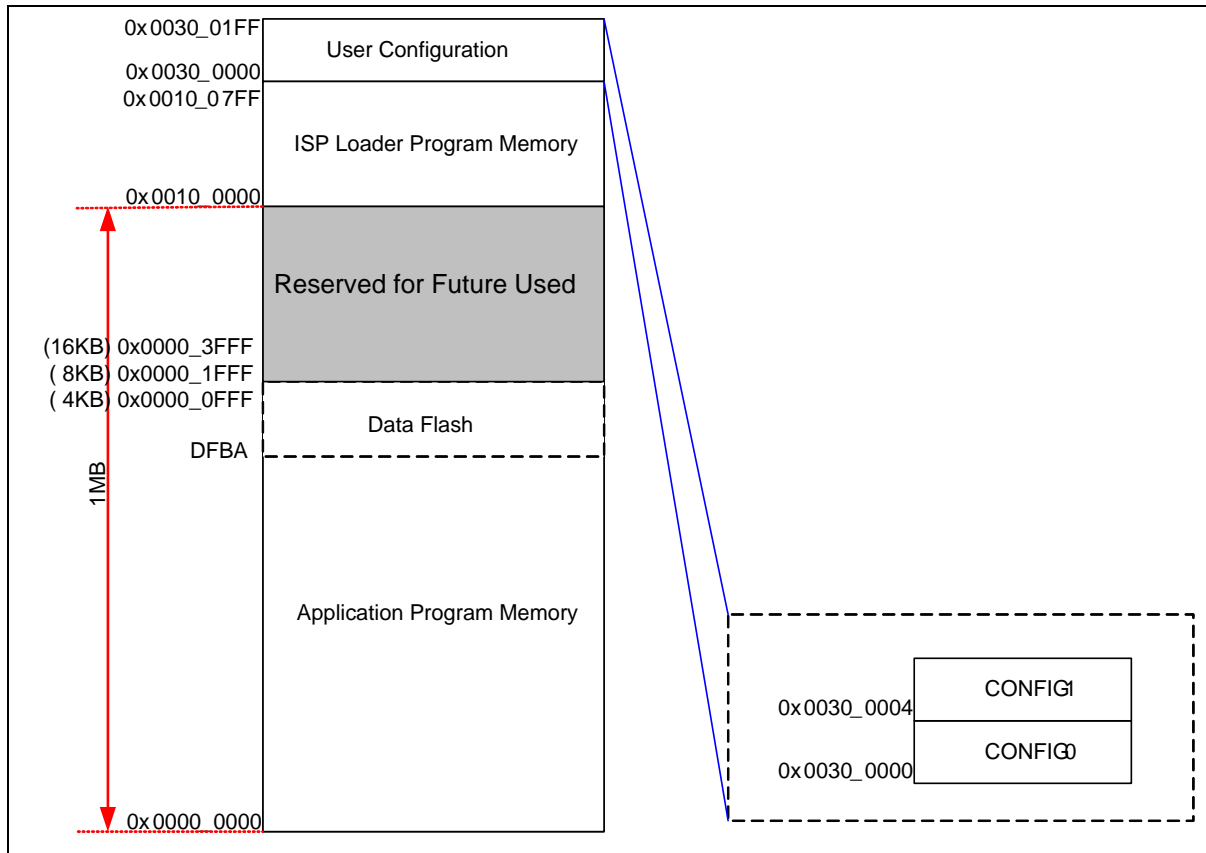 0x0030_01FF
User Configuration
0x0030_0000
0x0010_07FF
ISP Loader Program Memory
0x0010_0000
Reserved for Future Used
(16KB) 0x0000_3FFF
( 8KB) 0x0000_1FFF
( 4KB) 0x0000_0FFF
Data Flash
DFBA
1MB
Application Program Memory
0x0000_0000
CONFIG1
0x0030_0004
CONFIG0
0x0030_0000